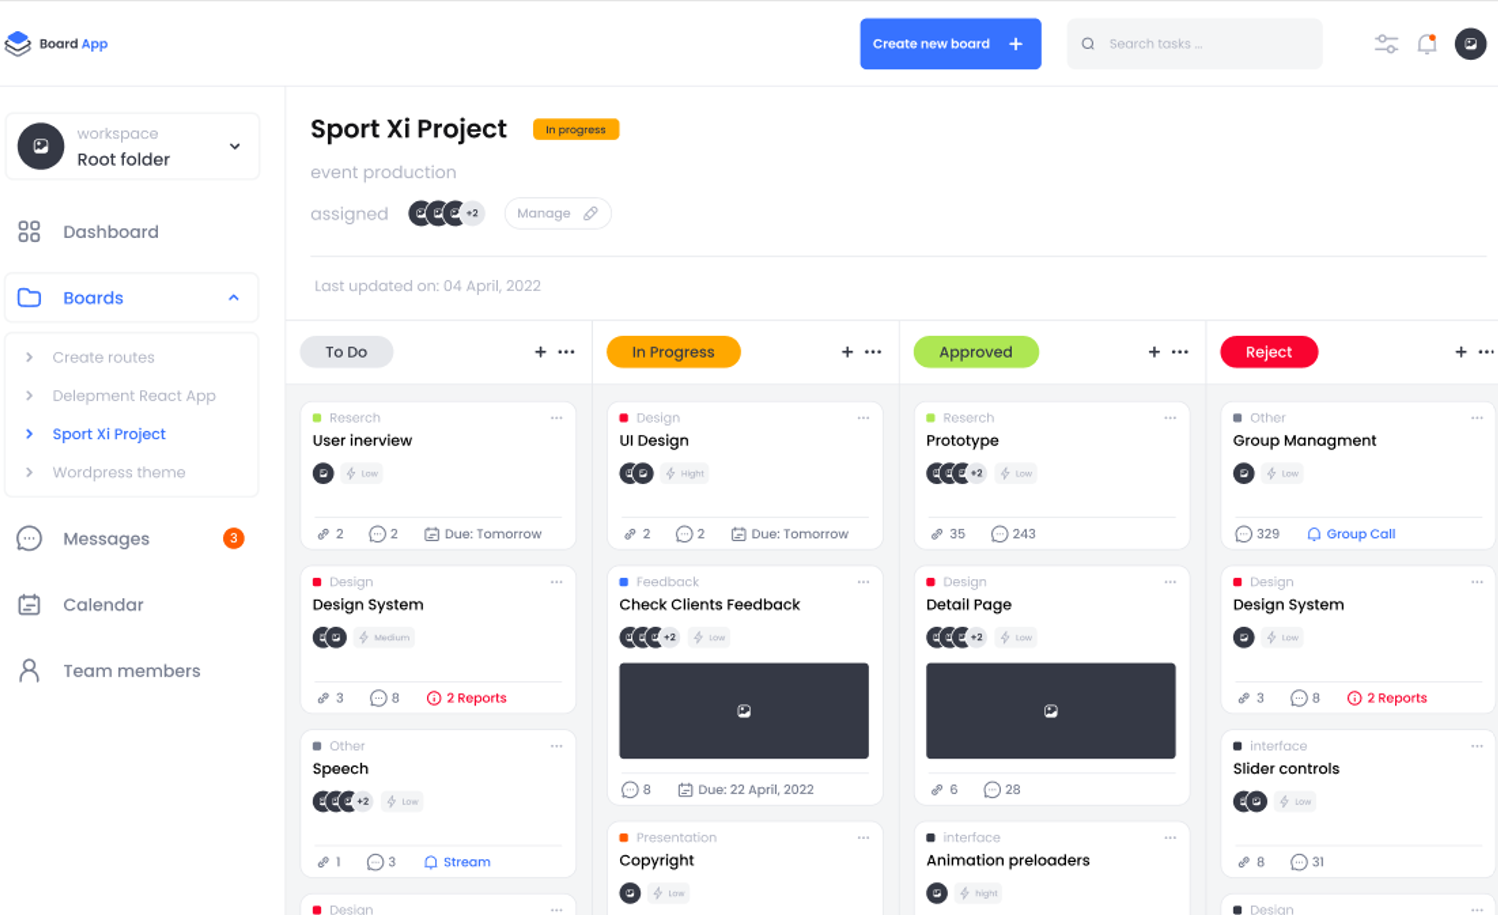 Board App
Create new board
Search tasks ...
workspace
Root folder
Dashboard
Boards
Create routes
Delepment React App
Sport Xi Project
Wordpress theme
Messages 3
Calendar
Team members
Sport Xi Project In progress
event production
assigned +2 Manage
Last updated on: 04 April, 2022
To Do
Reserch
User inerview
Low
2 2 Due: Tomorrow
Design
Design System
Medium
3 8 2 Reports
Other
Speech
+2 Low
1 3 Stream
Design
In Progress
Design
UI Design
Hight
2 2 Due: Tomorrow
Feedback
Check Clients Feedback
+2 Low
8 Due: 22 April, 2022
Presentation
Copyright
Low
Approved
Reserch
Prototype
+2 Low
35 243
Design
Detail Page
+2 Low
6 28
interface
Animation preloaders
hight
Reject
Other
Group Managment
Low
329 Group Call
Design
Design System
Low
3 8 2 Reports
interface
Slider controls
Low
8 31
Design